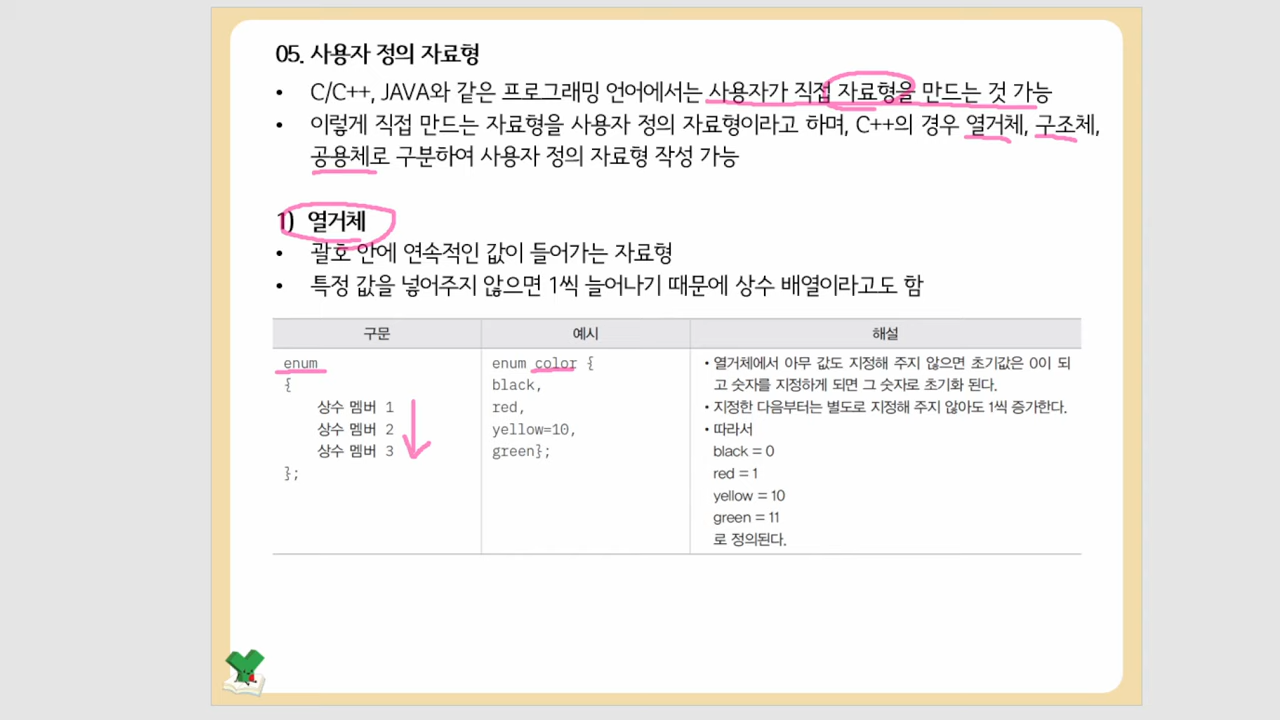 05. 사용자 정의 자료형
• C/C++, JAVA와 같은 프로그래밍 언어에서는 사용자가 직접 자료형을 만드는 것 가능
• 이렇게 직접 만드는 자료형을 사용자 정의 자료형이라고 하며, C++의 경우 열거체, 구조체,
공용체로 구분하여 사용자 정의 자료형 작성 가능
1) 열거체
• 괄호 안에 연속적인 값이 들어가는 자료형
• 특정 값을 넣어주지 않으면 1씩 늘어나기 때문에 상수 배열이라고도 함
구문
enum
{
상수 멤버 1
상수 멤버 2
상수 멤버 3
};
예시
enum color {
black,
red,
yellow=10,
green};
해설
• 열거체에서 아무 값도 지정해 주지 않으면 초기값은 0이 되
고 숫자를 지정하게 되면 그 숫자로 초기화 된다.
• 지정한 다음부터는 별도로 지정해 주지 않아도 1씩 증가한다.
• 따라서
black = 0
red = 1
yellow = 10
green = 11
로 정의된다.